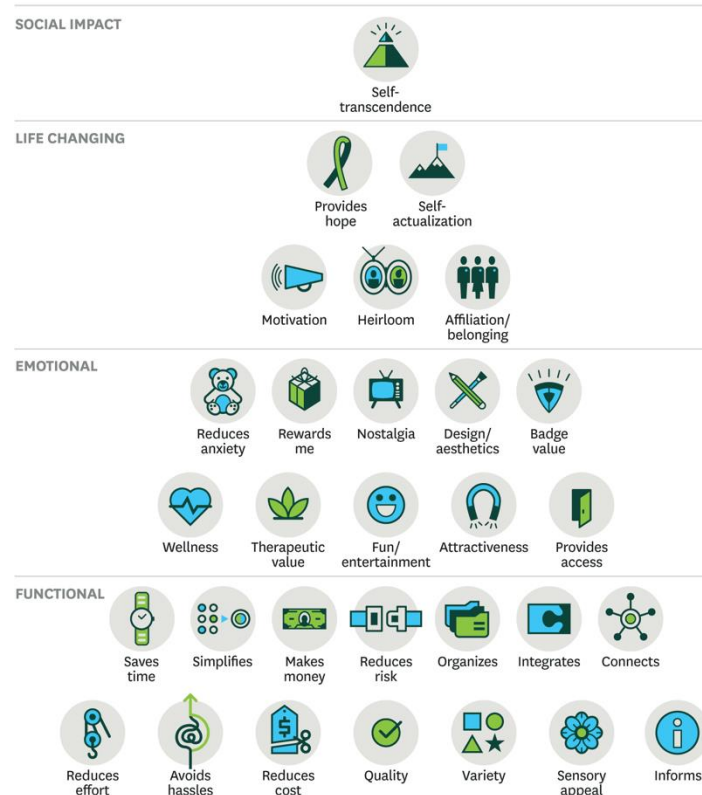 SOCIAL IMPACT
Self-
transcendence
LIFE CHANGING
Provides
hope
Self-
actualization
Motivation
Heirloom
Affiliation/
belonging
EMOTIONAL
Reduces
anxiety
Rewards
me
Nostalgia
Design/
aesthetics
Badge
value
Wellness
Therapeutic
value
Fun/
entertainment
Attractiveness
Provides
access
FUNCTIONAL
Saves
time
Simplifies
Makes
money
Reduces
risk
Organizes
Integrates
Connects
Reduces
effort
Avoids
hassles
$
Reduces
cost
Quality
Variety
Sensory
appeal
i
Informs